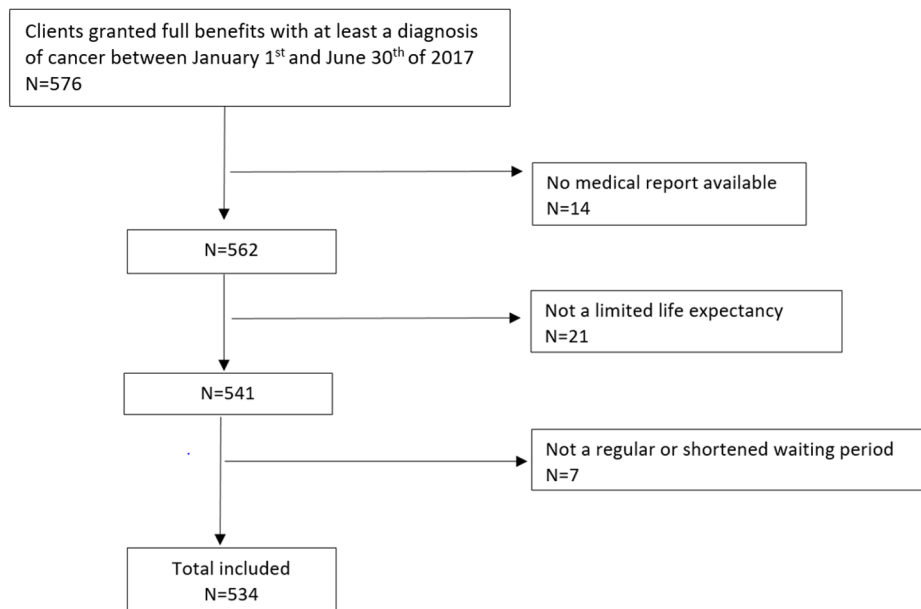 Clients granted full benefits with at least a diagnosis
of cancer between January 1st and June 30th of 2017
N=576
No medical report available
N=14
N=562
Not a limited life expectancy
N=21
N=541
Not a regular or shortened waiting period
N=7
Total included
N=534